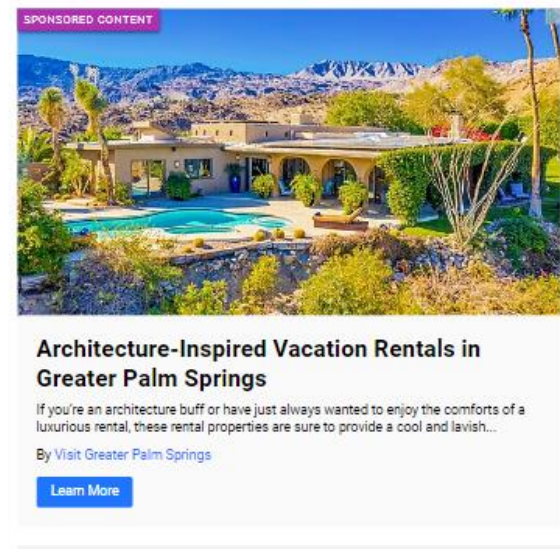 SPONSORED CONTENT
Architecture-Inspired Vacation Rentals in
Greater Palm Springs
If you're an architecture buff or have just always wanted to enjoy the comforts of a
luxurious rental, these rental properties are sure to provide a cool and lavish...
By Visit Greater Palm Springs
Learn More